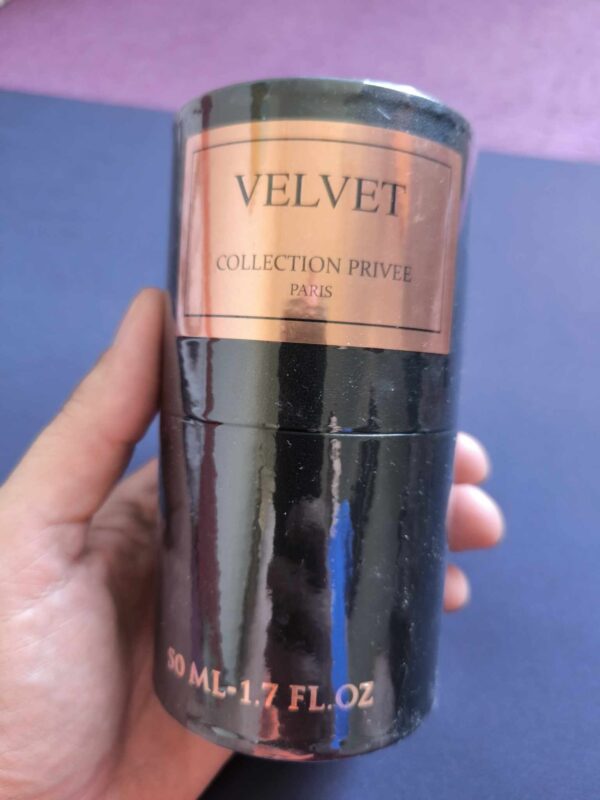 VELVET
COLLECTION PRIVEE
PARIS
50 ML-1.7 FL.OZ